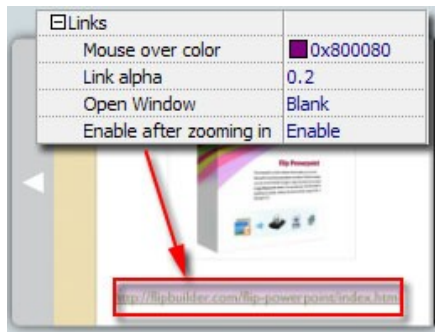 Links
Mouse over color 0x800080
Link alpha 0.2
Open Window Blank
Enable after zooming in Enable
Flip Powerpoint
http://flipbuilder.com/flip-powerpoint/index.htm